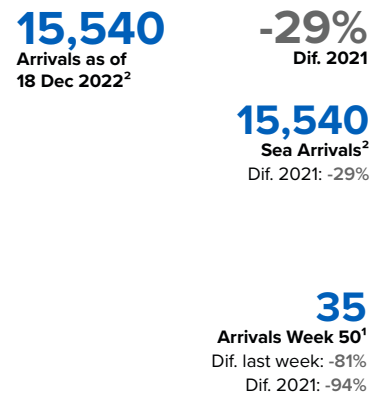 15,540
Arrivals as of
18 Dec 2022²
-29%
Dif. 2021
15,540
Sea Arrivals²
Dif. 2021: -29%
35
Arrivals Week 50¹
Dif. last week: -81%
Dif. 2021: -94%